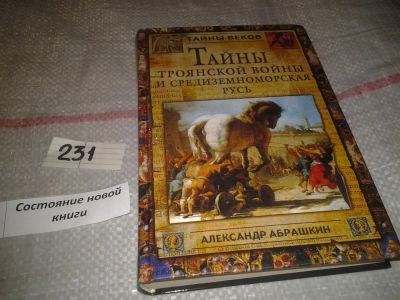 ТАЙНЫ ВЕКОВ
ТАЙНЫ
ТРОЯНСКОЙ ВОЙНЫ
И СРЕДИЗЕМНОМОРСКАЯ
РУСЬ
231
Состояние новой
книги
АЛЕКСАНДР АБРАШКИН